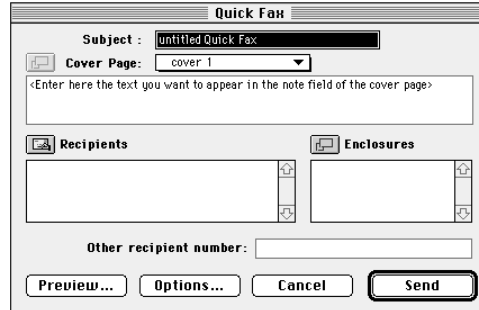 Quick Fax
Subject : untitled Quick Fax
Cover Page: cover 1
<Enter here the text you want to appear in the note field of the cover page>
Recipients Enclosures
Other recipient number:
Preview... Options... Cancel Send